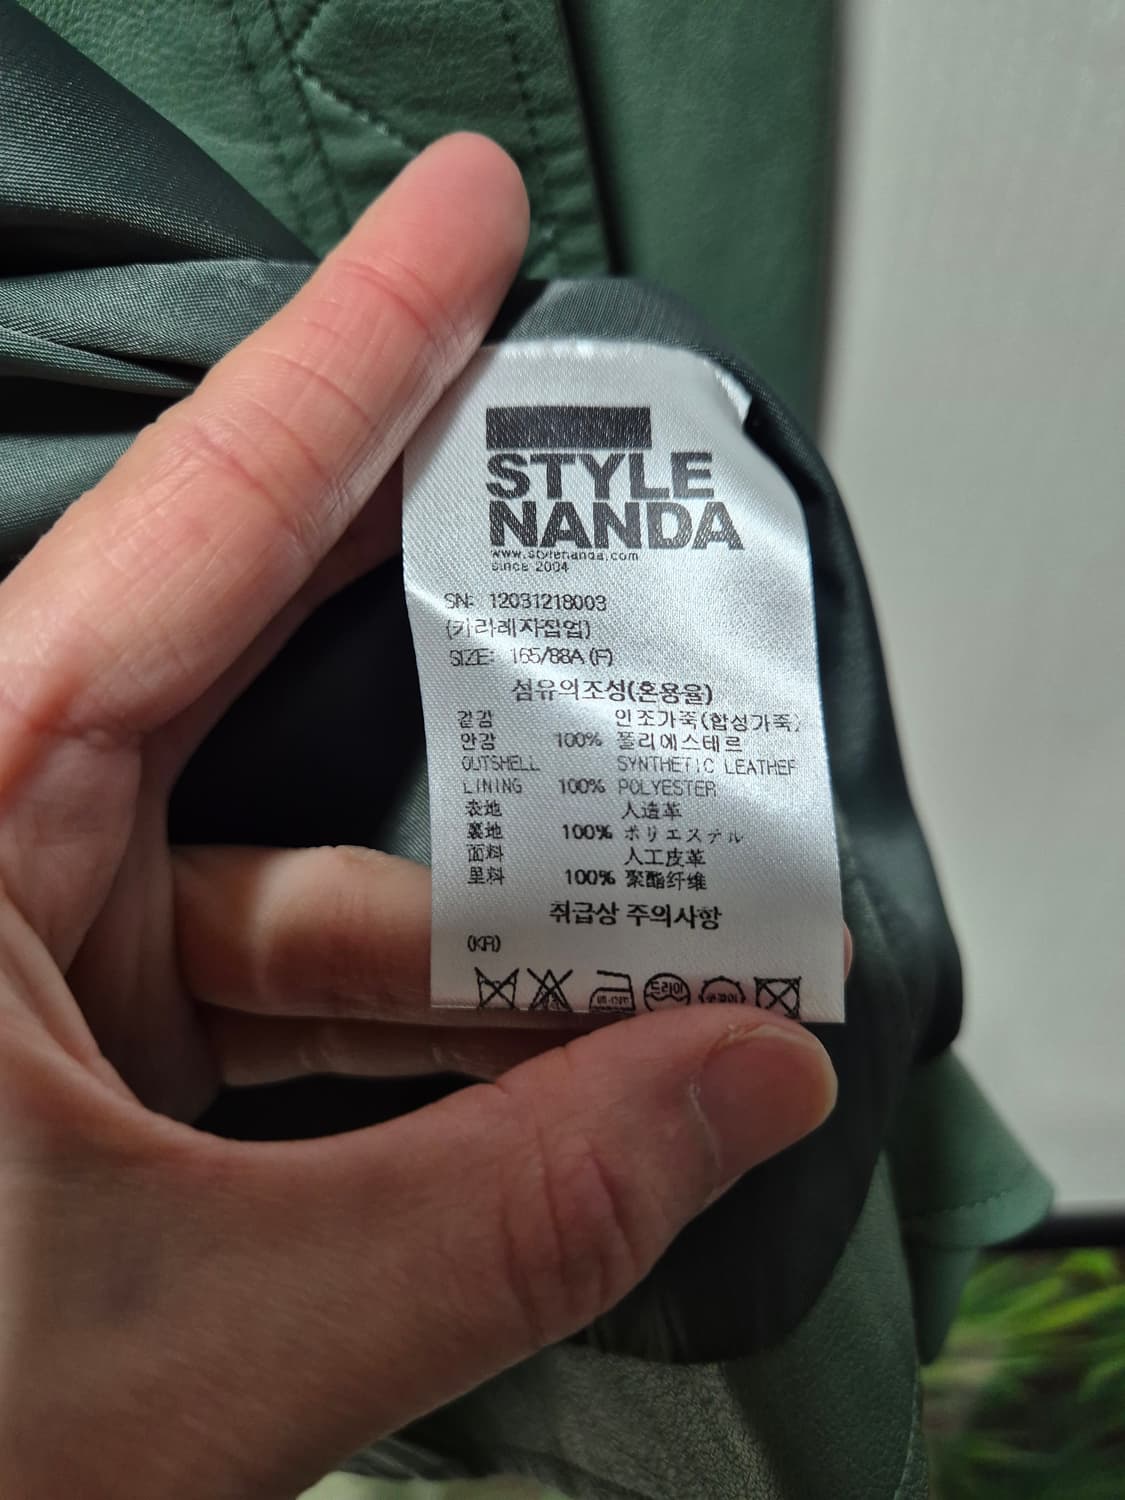 STYLE
NANDA
www.stylenanda.com
since 2004
SN: 12031218003
(카라레자집업)
SIZE: 165/88A (F)
섬유의조성(혼용율)
겉감 인조가죽(합성가죽)
안감 100% 폴리에스테르
OUTSHELL SYNTHETIC LEATHER
LINING 100% POLYESTER
表地 人造革
裏地 100% ポリエステル
面料 人工皮革
里料 100% 聚酯纤维
취급상 주의사항
(KR)
드라이